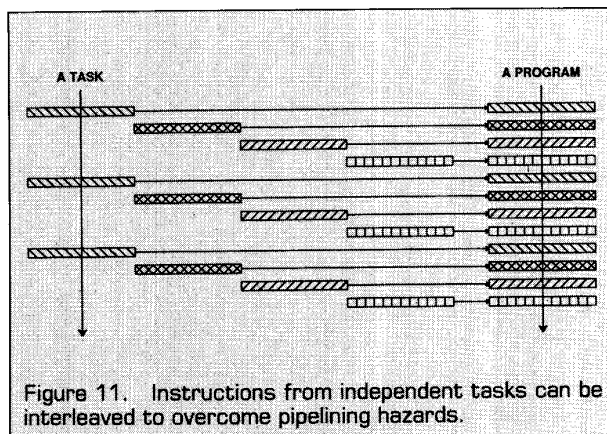 A TASK
A PROGRAM
Figure 11. Instructions from independent tasks can be
interleaved to overcome pipelining hazards.